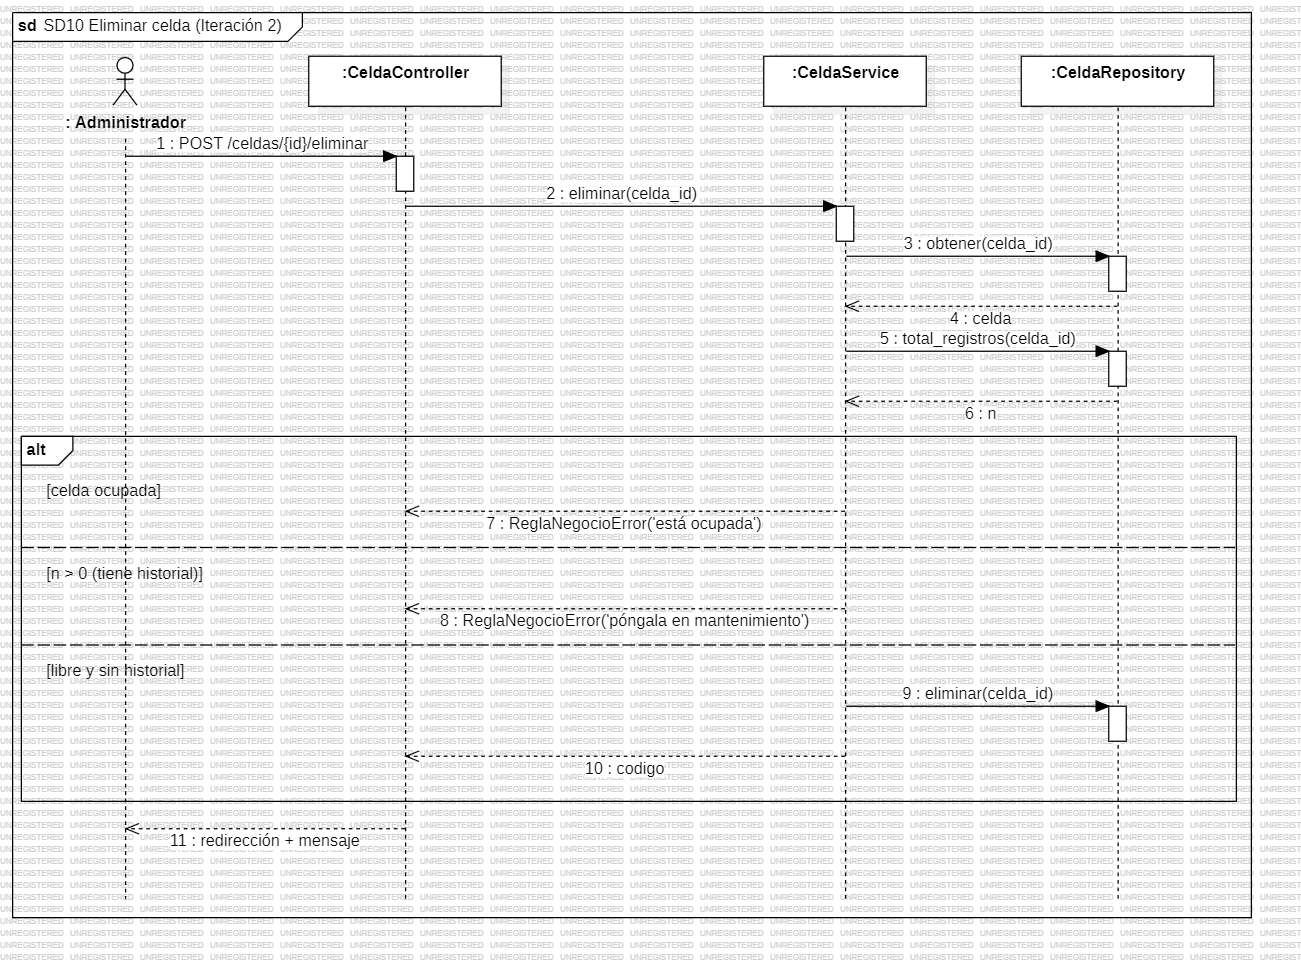 sd SD10 Eliminar celda (Iteración 2)
:CeldaController
:CeldaService
:CeldaRepository
: Administrador
1 : POST /celdas/{id}/eliminar
2 : eliminar(celda_id)
3 : obtener(celda_id)
4 : celda
5 : total_registros(celda_id)
6 : n
alt
[celda ocupada]
7 : ReglaNegocioError('está ocupada')
[n > 0 (tiene historial)]
8 : ReglaNegocioError('póngala en mantenimiento')
[libre y sin historial]
9 : eliminar(celda_id)
10 : codigo
11 : redirección + mensaje
UNREGISTERED